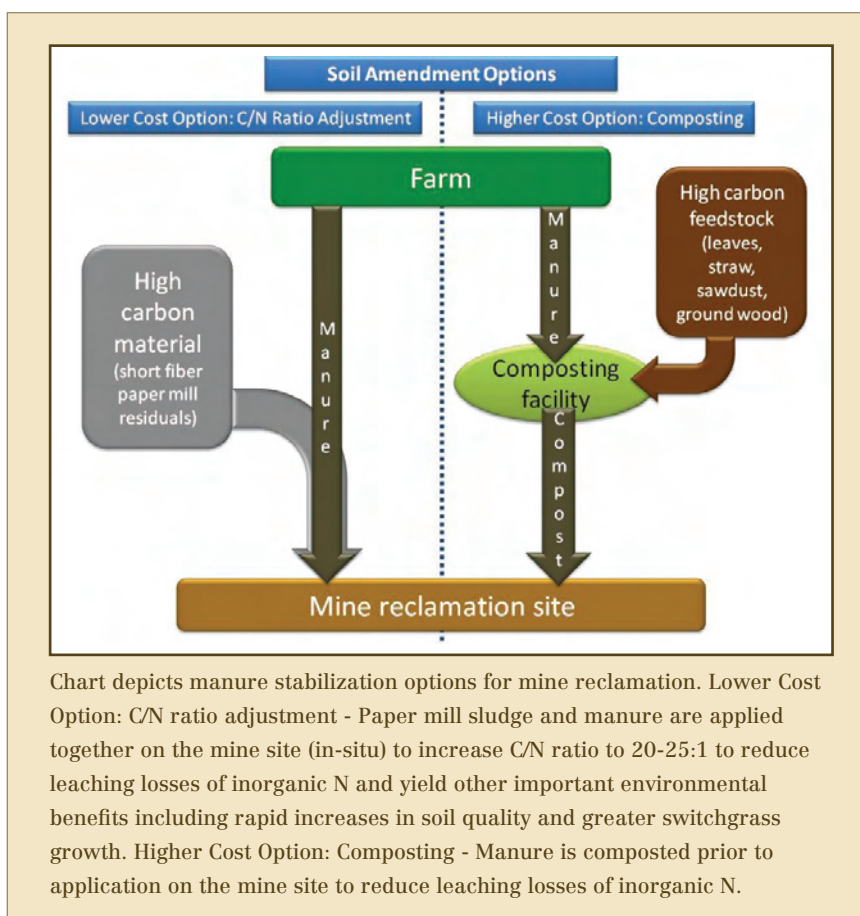 Soil Amendment Options
Lower Cost Option: C/N Ratio Adjustment
Higher Cost Option: Composting
Farm
High carbon
feedstock
(leaves,
straw,
sawdust,
ground wood)
High
carbon
material
(short fiber
paper mill
residuals)
Manure
Manure
Composting
facility
Compost
Mine reclamation site
Chart depicts manure stabilization options for mine reclamation. Lower Cost
Option: C/N ratio adjustment - Paper mill sludge and manure are applied
together on the mine site (in-situ) to increase C/N ratio to 20-25:1 to reduce
leaching losses of inorganic N and yield other important environmental
benefits including rapid increases in soil quality and greater switchgrass
growth. Higher Cost Option: Composting - Manure is composted prior to
application on the mine site to reduce leaching losses of inorganic N.